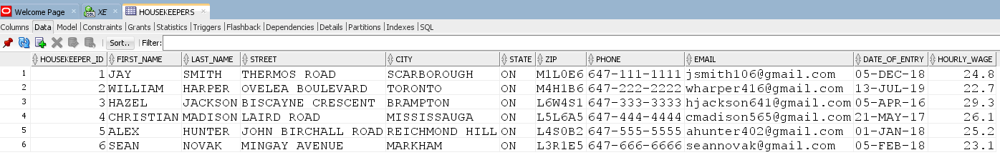 Welcome Page XE HOUSEKEEPERS
Columns Data Model Constraints Grants Statistics Triggers Flashback Dependencies Details Partitions Indexes SQL
Sort.. Filter:
HOUSEKEEPER_ID FIRST_NAME LAST_NAME STREET CITY STATE ZIP PHONE EMAIL DATE_OF_ENTRY HOURLY_WAGE
1 1 JAY SMITH THERMOS ROAD SCARBOROUGH ON M1L0E6 647-111-1111 jsmith106@gmail.com 05-DEC-18 24.8
2 2 WILLIAM HARPER OVELEA BOULEVARD TORONTO ON M4H1B6 647-222-2222 wharper416@gmail.com 13-JUL-19 22.7
3 3 HAZEL JACKSON BISCAYNE CRESCENT BRAMPTON ON L6W4S1 647-333-3333 hjackson641@gmail.com 05-APR-16 29.3
4 4 CHRISTIAN MADISON LAIRD ROAD MISSISSAUGA ON L5L6A5 647-444-4444 cmadison565@gmail.com 21-MAY-17 26.1
5 5 ALEX HUNTER JOHN BIRCHALL ROAD REICHMOND HILL ON L4S0B2 647-555-5555 ahunter402@gmail.com 01-JAN-18 25.2
6 6 SEAN NOVAK MINGAY AVENUE MARKHAM ON L3R1E5 647-666-6666 seannovak@gmail.com 05-FEB-18 23.1